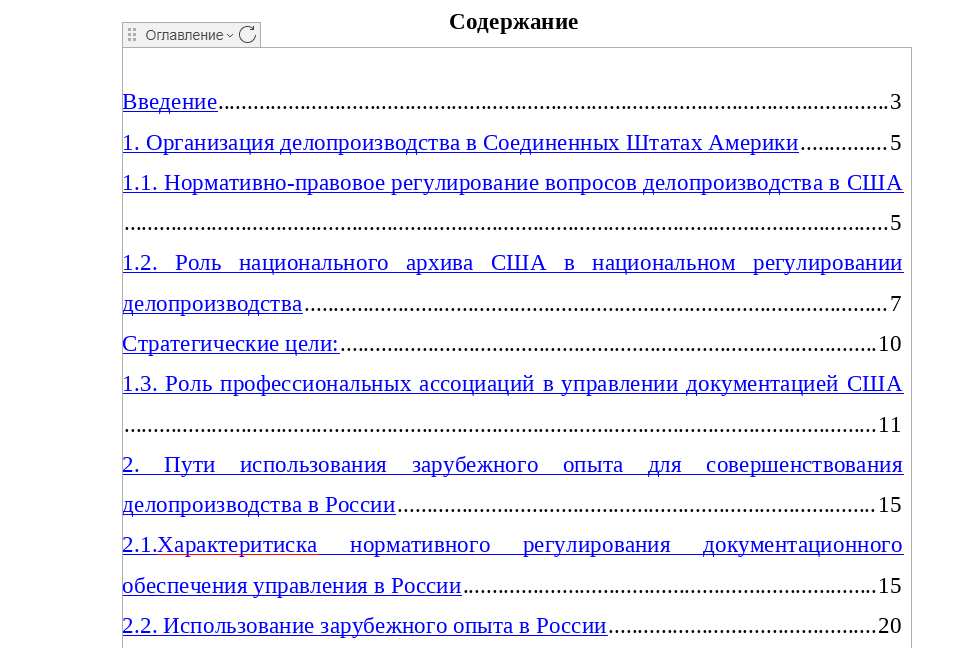 Содержание
Оглавление
Введение........................................................................................................................3
1. Организация делопроизводства в Соединенных Штатах Америки...............5
1.1. Нормативно-правовое регулирование вопросов делопроизводства в США
........................................................................................................................................5
1.2. Роль национального архива США в национальном регулировании
делопроизводства.........................................................................................................7
Стратегические цели:..................................................................................................10
1.3. Роль профессиональных ассоциаций в управлении документацией США
......................................................................................................................................11
2. Пути использования зарубежного опыта для совершенствования
делопроизводства в России........................................................................................15
2.1.Характеритиска нормативного регулирования документационного
обеспечения управления в России.............................................................................15
2.2. Использование зарубежного опыта в России..............................................20